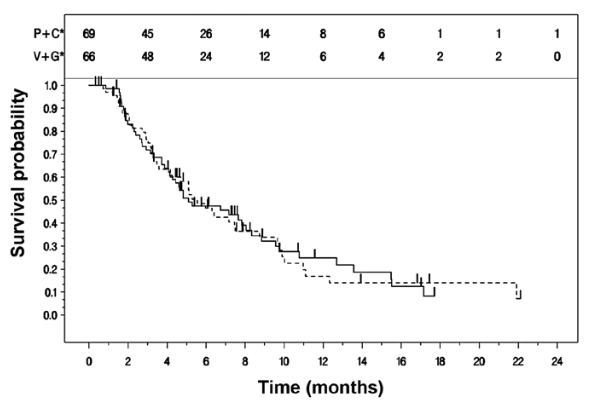 P+C* 69 45 26 14 8 6 1 1 1
V+G* 66 48 24 12 6 4 2 2 0
1.0
0.9
0.8
0.7
0.6
0.5
0.4
0.3
0.2
0.1
0.0
Survival probability
0 2 4 6 8 10 12 14 16 18 20 22 24
Time (months)